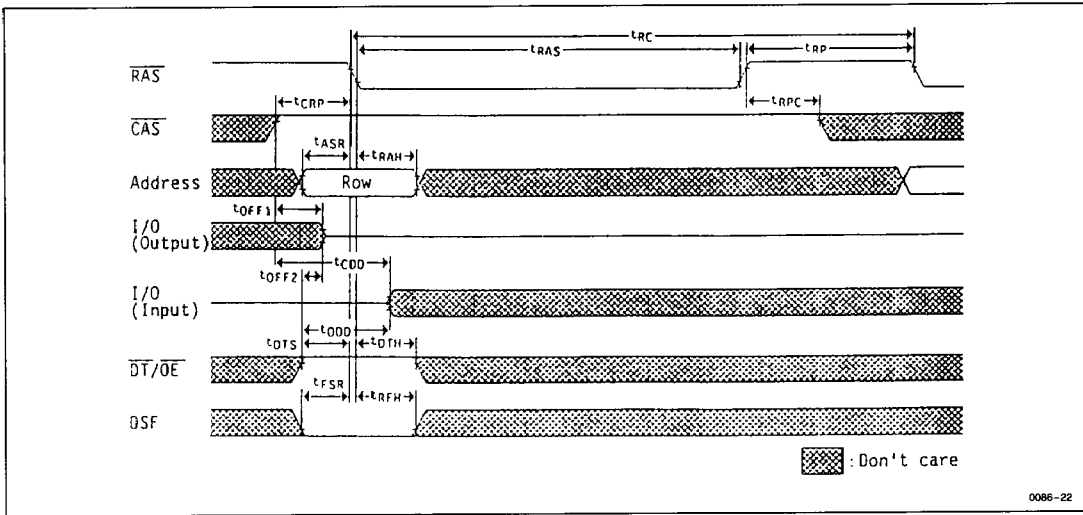 tRC
tRAS
tRP
RAS
tCRP
tRPC
CAS
tASR
tRAH
Address
Row
tOFF1
I/O
(Output)
tCDD
tOFF2
I/O
(Input)
tODD
tDTS
tDTH
DT/OE
tFSR
tRFH
DSF
:Don't care
0086-22